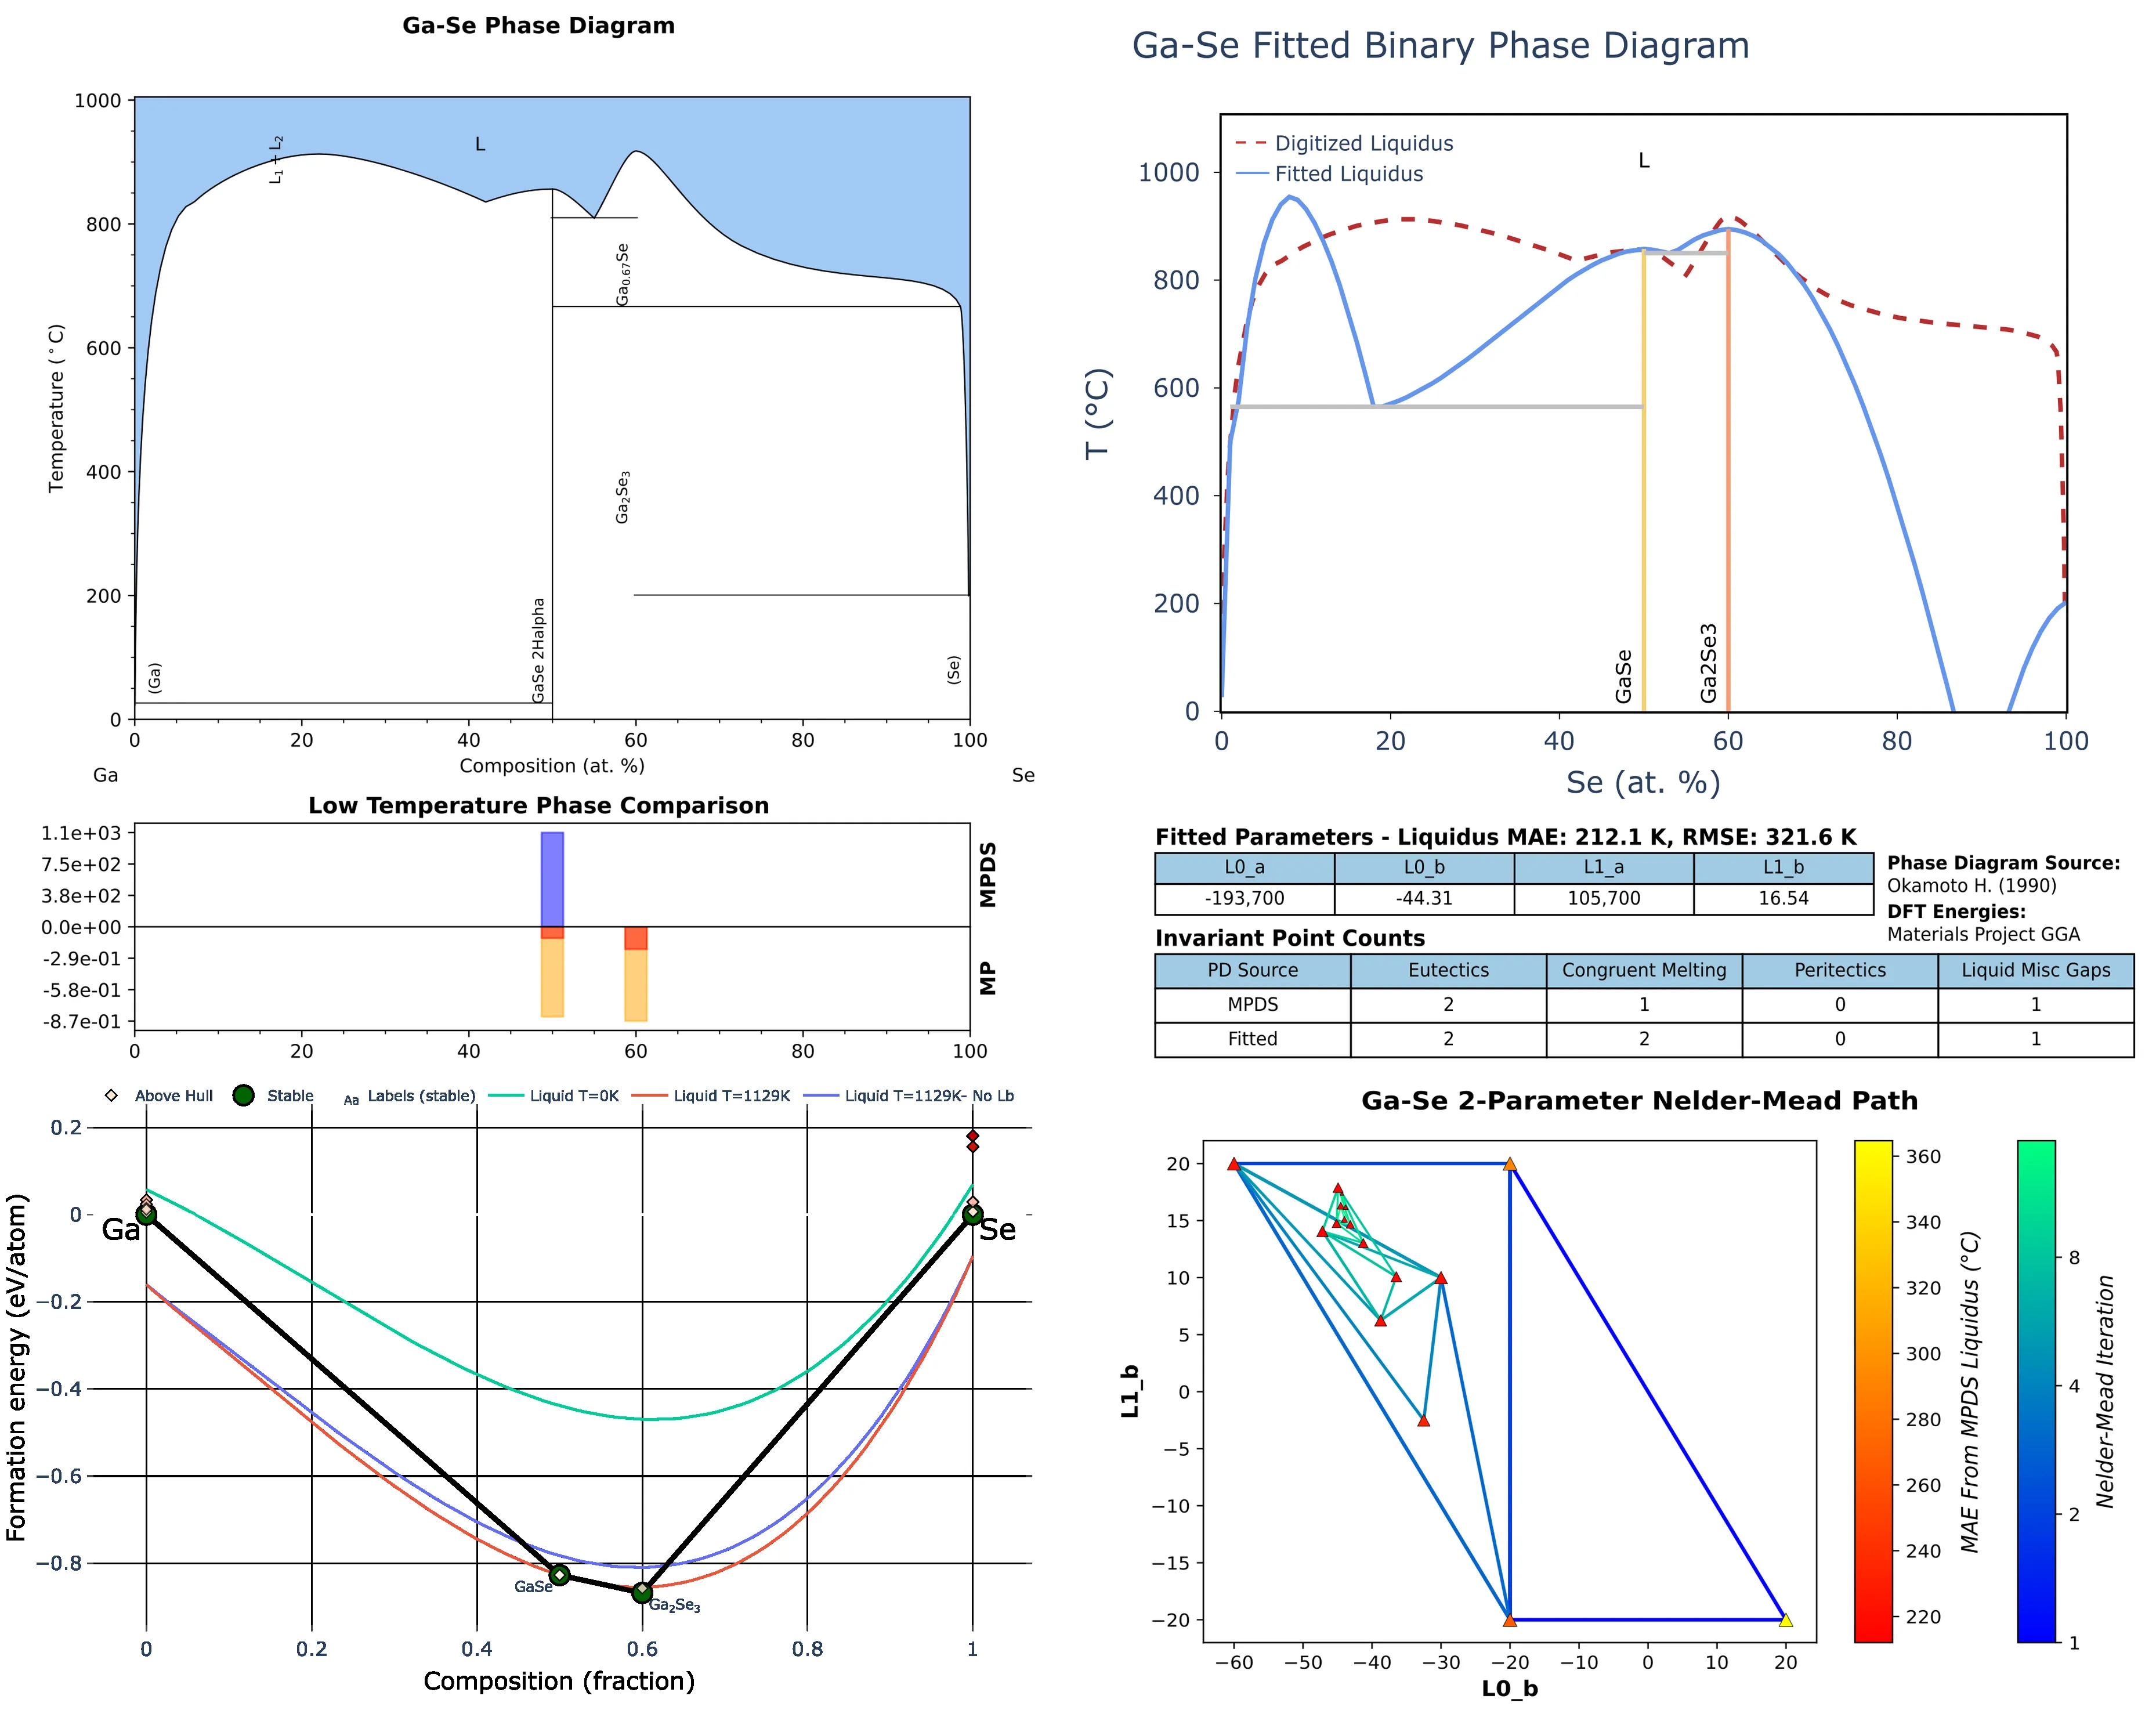 Ga-Se Phase Diagram
1000
800
600
400
200
0
Temperature (°C)
L₁ + L₂
L
Ga₀.₆₇Se
Ga₂Se₃
GaSe 2Halpha
(Ga)
(Se)
0 20 40 60 80 100
Composition (at. %)
Ga
Se
Ga-Se Fitted Binary Phase Diagram
Digitized Liquidus
Fitted Liquidus
L
1000
800
600
400
200
0
T (°C)
GaSe
Ga2Se3
0 20 40 60 80 100
Se (at. %)
Low Temperature Phase Comparison
1.1e+03
7.5e+02
3.8e+02
0.0e+00
-2.9e-01
-5.8e-01
-8.7e-01
MPDS
MP
0 20 40 60 80 100
Fitted Parameters - Liquidus MAE: 212.1 K, RMSE: 321.6 K
L0_a L0_b L1_a L1_b
-193,700 -44.31 105,700 16.54
Phase Diagram Source:
Okamoto H. (1990)
DFT Energies:
Materials Project GGA
Invariant Point Counts
PD Source Eutectics Congruent Melting Peritectics Liquid Misc Gaps
MPDS 2 1 0 1
Fitted 2 2 0 1
Above Hull Stable Aa Labels (stable) Liquid T=0K Liquid T=1129K Liquid T=1129K- No Lb
0.2
0
−0.2
−0.4
−0.6
−0.8
Formation energy (eV/atom)
Ga
Se
GaSe
Ga₂Se₃
0 0.2 0.4 0.6 0.8 1
Composition (fraction)
Ga-Se 2-Parameter Nelder-Mead Path
20
15
10
5
0
−5
−10
−15
−20
L1_b
−60 −50 −40 −30 −20 −10 0 10 20
L0_b
360
340
320
300
280
260
240
220
MAE From MPDS Liquidus (°C)
8
4
2
1
Nelder-Mead Iteration